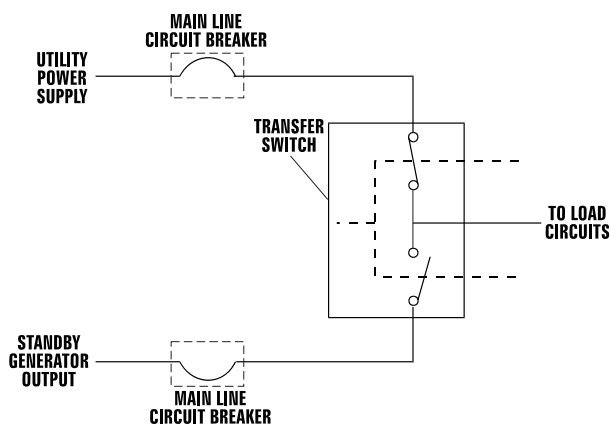 MAIN LINE
CIRCUIT BREAKER
UTILITY
POWER
SUPPLY
TRANSFER
SWITCH
TO LOAD
CIRCUITS
STANDBY
GENERATOR
OUTPUT
MAIN LINE
CIRCUIT BREAKER